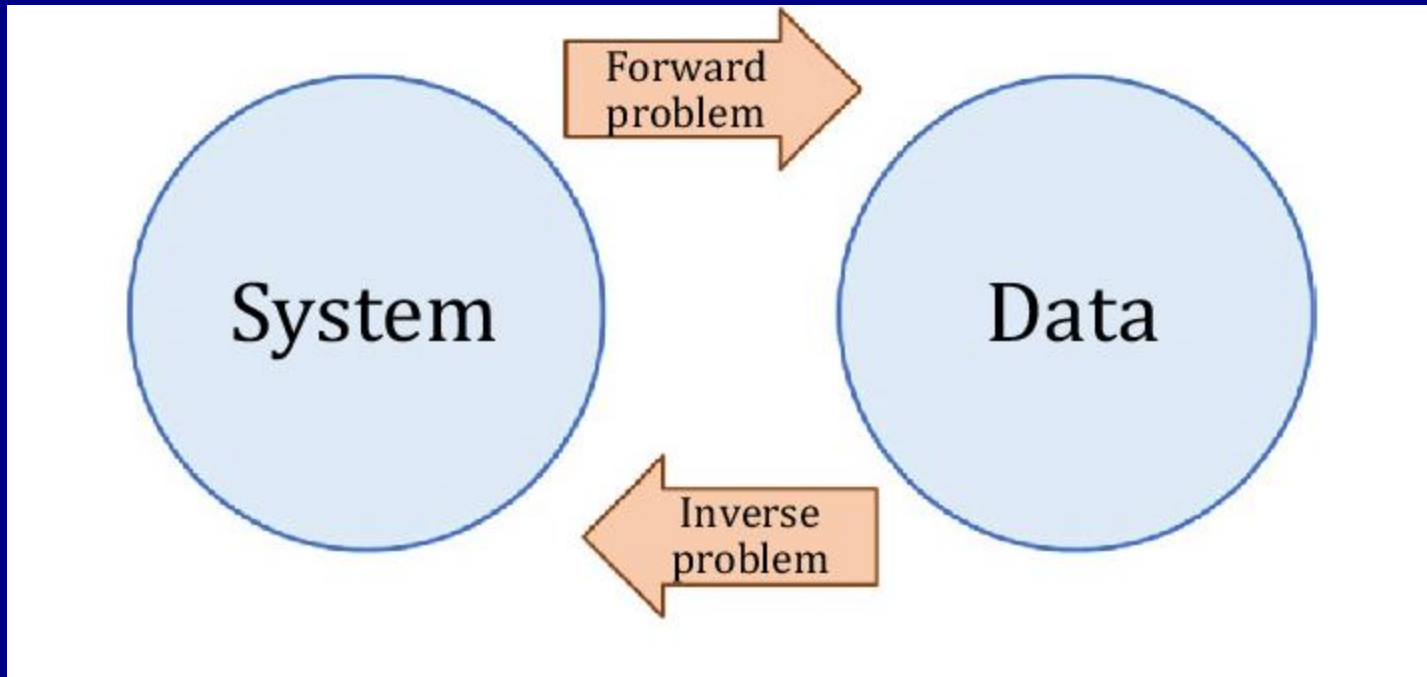 Forward
problem
System
Data
Inverse
problem